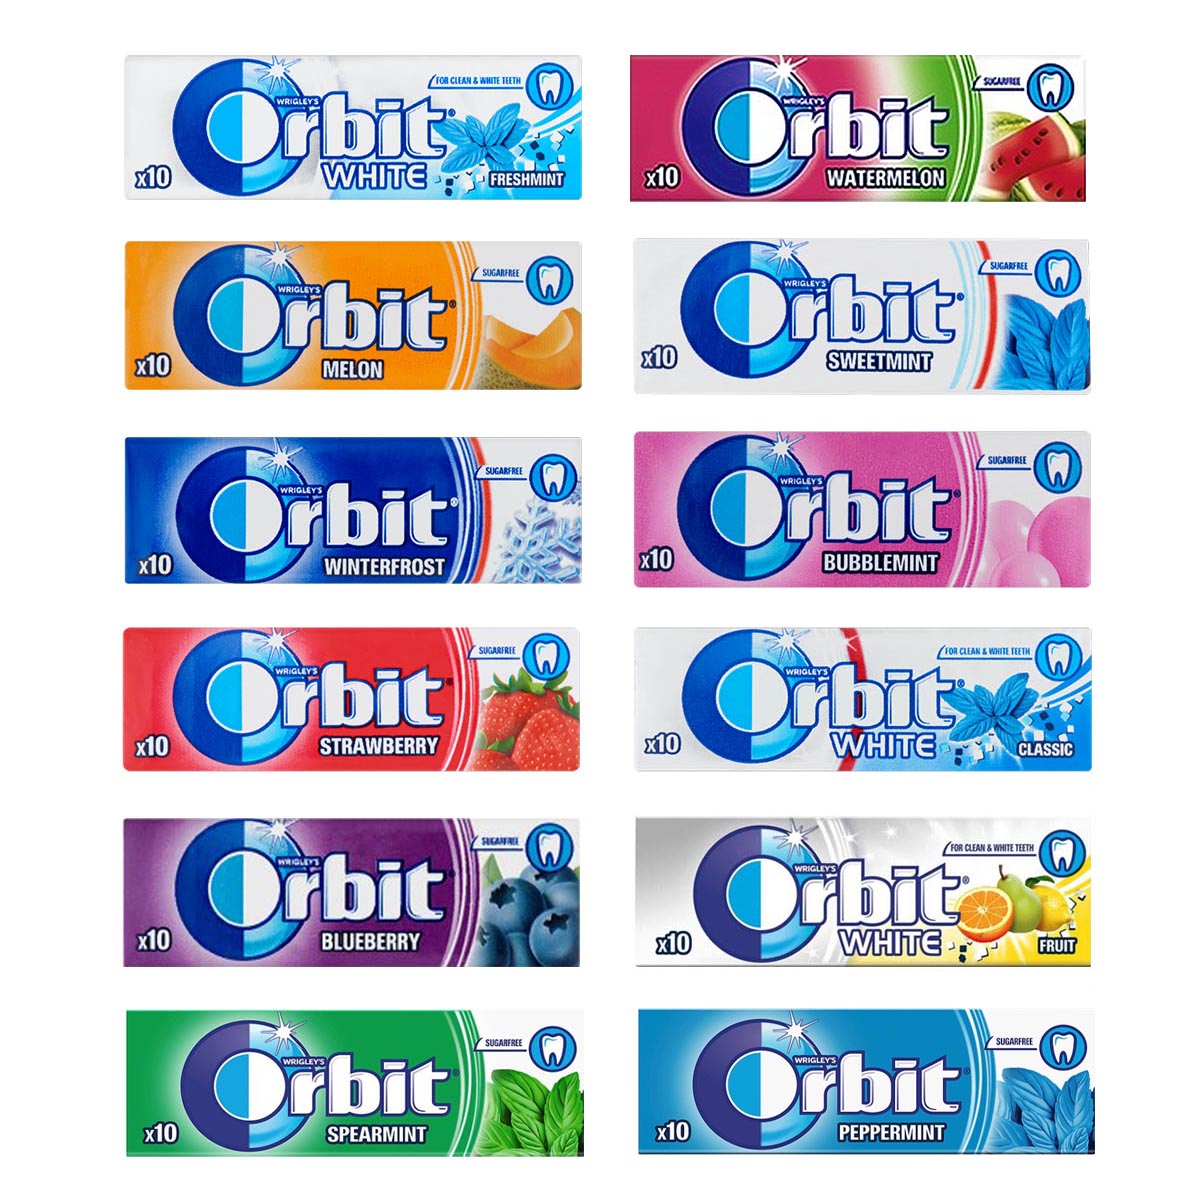 FOR CLEAN & WHITE TEETH
WRIGLEY'S
Orbit®
WHITE
x10
FRESHMINT
SUGARFREE
WRIGLEY'S
Orbit
x10
WATERMELON
SUGARFREE
WRIGLEY'S
Orbit®
x10
MELON
SUGARFREE
WRIGLEY'S
Orbit®
x10
SWEETMINT
SUGARFREE
WRIGLEY'S
Orbit®
x10
WINTERFROST
SUGARFREE
WRIGLEY'S
Orbit®
x10
BUBBLEMINT
SUGARFREE
WRIGLEY'S
Orbit®
x10
STRAWBERRY
FOR CLEAN & WHITE TEETH
WRIGLEY'S
Orbit®
WHITE
x10
CLASSIC
SUGARFREE
WRIGLEY'S
Orbit®
x10
BLUEBERRY
FOR CLEAN & WHITE TEETH
WRIGLEY'S
Orbit®
WHITE
x10
FRUIT
SUGARFREE
WRIGLEY'S
Orbit®
x10
SPEARMINT
SUGARFREE
WRIGLEY'S
Orbit®
x10
PEPPERMINT